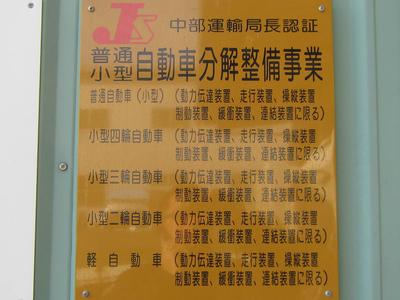 JS 中部運輸局長認証
普通
小型 自動車分解整備事業
普通自動車(小型)(動力伝達装置、走行装置、操縦装置
制動装置、緩衝装置、連結装置に限る)
小型四輪自動車(動力伝達装置、走行装置、操縦装置
制動装置、緩衝装置、連結装置に限る)
小型三輪自動車(動力伝達装置、走行装置、操縦装置
制動装置、緩衝装置、連結装置に限る)
小型二輪自動車(動力伝達装置、走行装置、操縦装置
制動装置、緩衝装置、連結装置に限る)
軽自動車(動力伝達装置、走行装置、操縦装置
制動装置、緩衝装置、連結装置に限る)